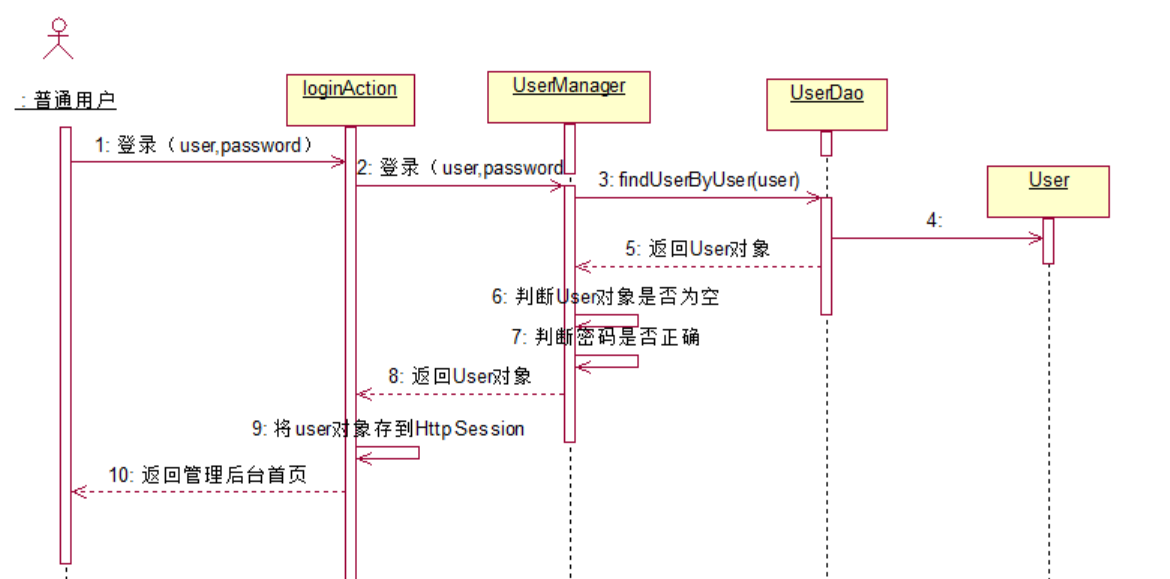 : 普通用户
loginAction
UserManager
UserDao
User
1: 登录（user,password）
2: 登录（user,password
3: findUserByUser(user)
4:
5: 返回User对象
6: 判断User对象是否为空
7: 判断密码是否正确
8: 返回User对象
9: 将user对象存到HttpSession
10: 返回管理后台首页